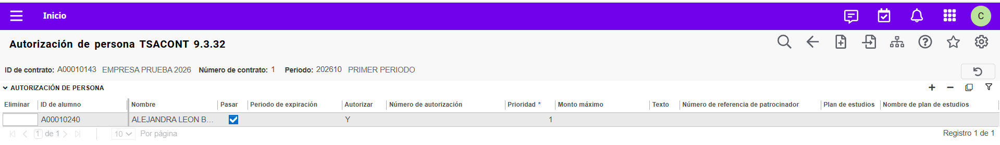 Inicio
C
Autorización de persona TSACONT 9.3.32
ID de contrato: A00010143 EMPRESA PRUEBA 2026 Número de contrato: 1 Periodo: 202610 PRIMER PERIODO
AUTORIZACIÓN DE PERSONA
Eliminar ID de alumno Nombre Pasar Periodo de expiración Autorizar Número de autorización Prioridad * Monto máximo Texto Número de referencia de patrocinador Plan de estudios Nombre de plan de estudios
A00010240 ALEJANDRA LEON B... Y 1
1 de 1 10 Por página Registro 1 de 1